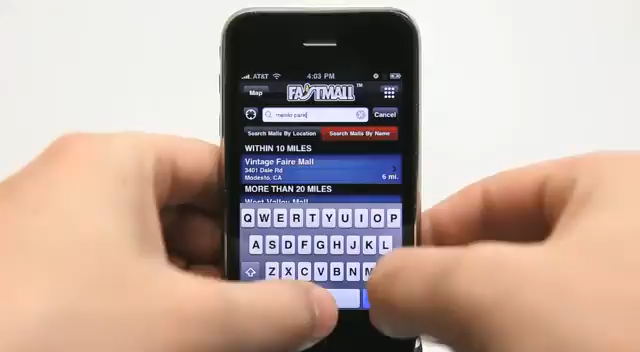 AT&T 4:03 PM
Map FASTMALL™
menlo park Cancel
Search Malls By Location Search Malls By Name
WITHIN 10 MILES
Vintage Faire Mall
3401 Dale Rd
Modesto, CA 6 mi.
MORE THAN 20 MILES
West Valley Mall
Q W E R T Y U I O P
A S D F G H J K L
Z X C V B N M